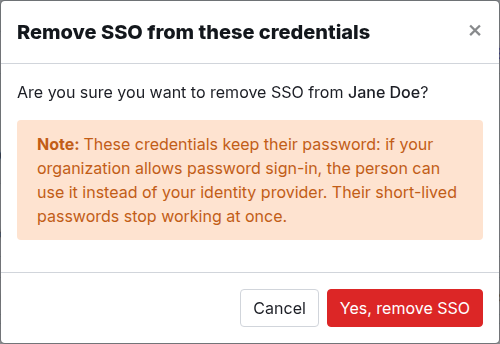 Remove SSO from these credentials
×
Are you sure you want to remove SSO from Jane Doe?
Note: These credentials keep their password: if your
organization allows password sign-in, the person can
use it instead of your identity provider. Their short-lived
passwords stop working at once.
Cancel
Yes, remove SSO